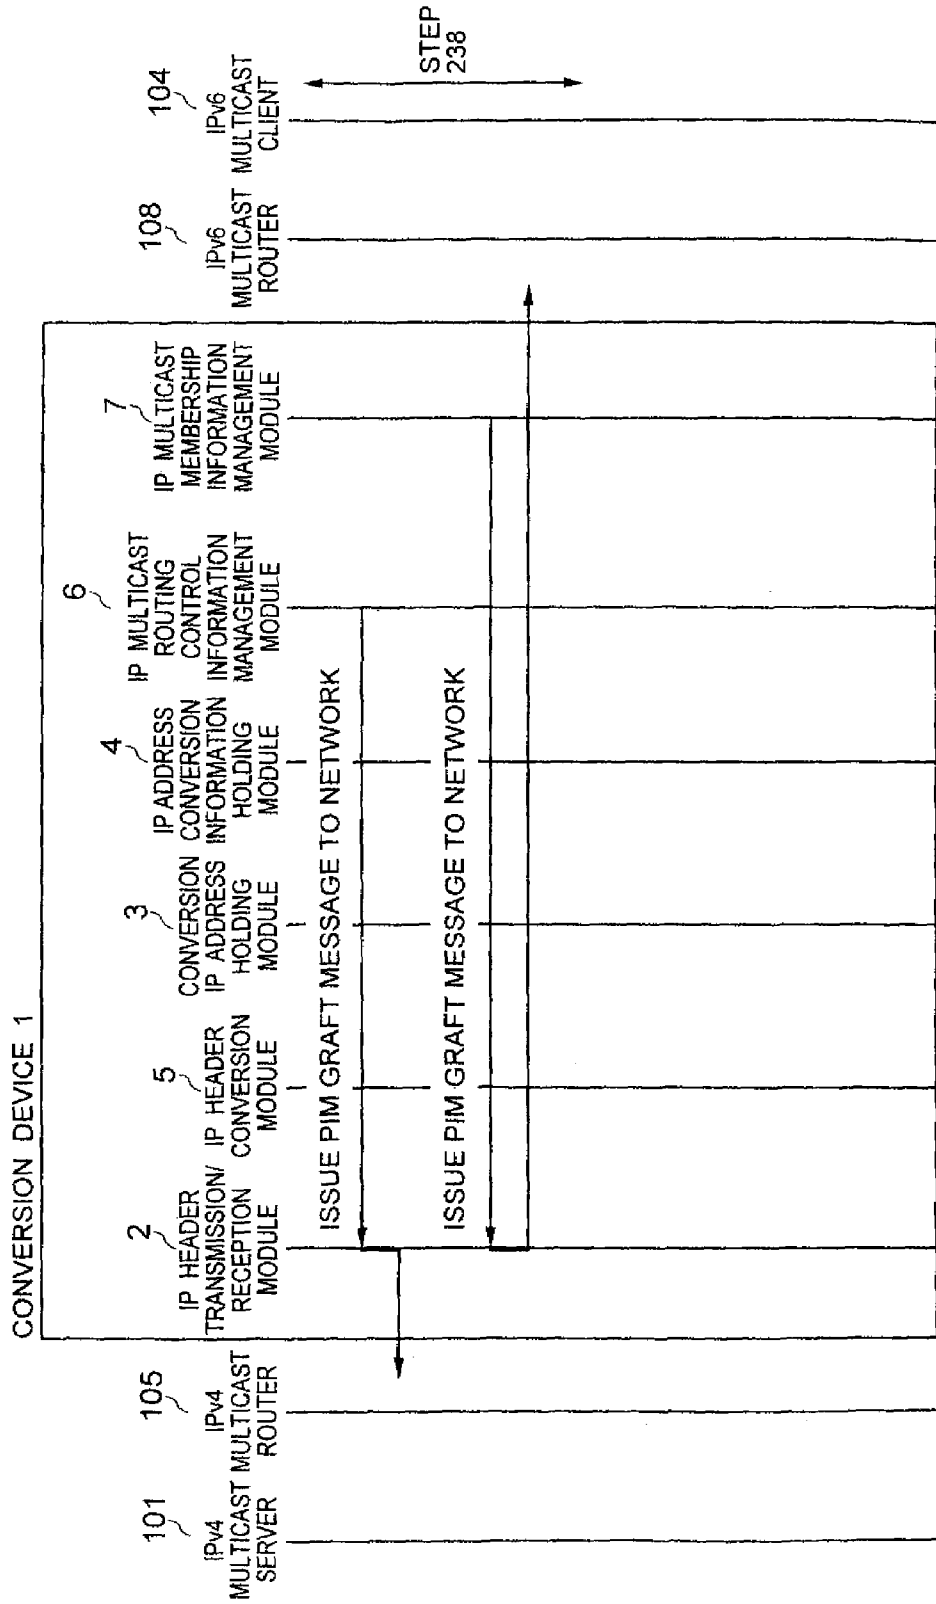 CONVERSION DEVICE 1
101
IPv4
MULTICAST
SERVER
105
IPv4
MULTICAST
ROUTER
2
IP HEADER
TRANSMISSION/
RECEPTION
MODULE
5
IP HEADER
CONVERSION
MODULE
3
CONVERSION
IP ADDRESS
HOLDING
MODULE
4
IP ADDRESS
CONVERSION
INFORMATION
HOLDING
MODULE
6
IP MULTICAST
ROUTING
CONTROL
INFORMATION
MANAGEMENT
MODULE
7
IP MULTICAST
MEMBERSHIP
INFORMATION
MANAGEMENT
MODULE
108
IPv6
MULTICAST
ROUTER
104
IPv6
MULTICAST
CLIENT
ISSUE PIM GRAFT MESSAGE TO NETWORK
ISSUE PIM GRAFT MESSAGE TO NETWORK
STEP
238